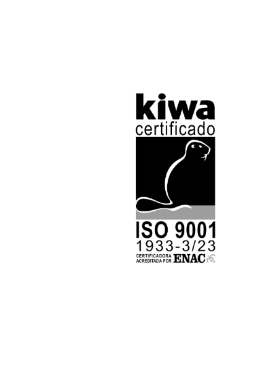 kiwa
certificado
ISO 9001
1933-3/23
CERTIFICADORA
ACREDITADA POR ENAC